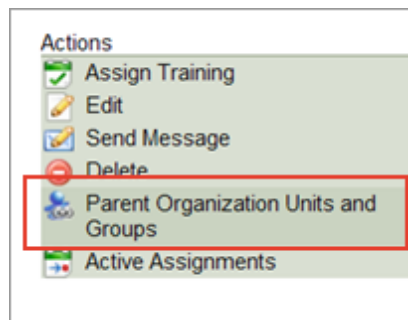 Actions
Assign Training
Edit
Send Message
Delete
Parent Organization Units and
Groups
Active Assignments